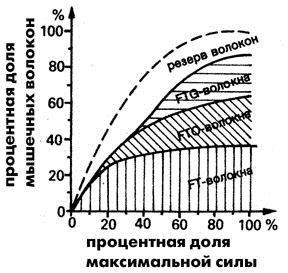 100%
80
60
40
20
0
20 40 60 80 100 %
процентная доля
мышечных волокон
резерв волокон
FTG-волокна
FTO-волокна
FT-волокна
процентная доля
максимальной силы